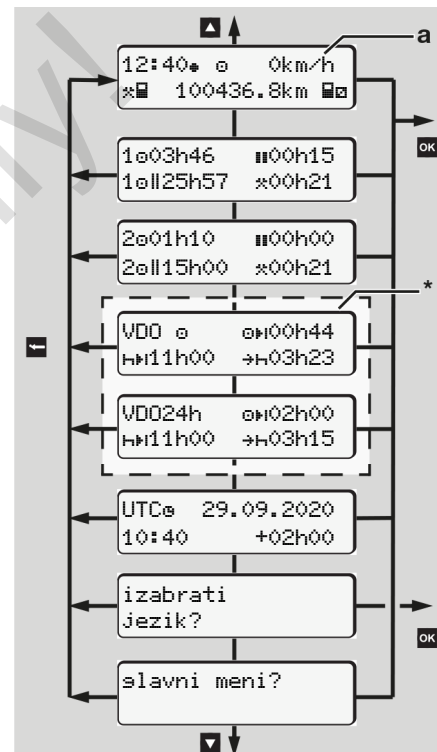 a
12:40 0km/h
100436.8km
OK
1 03h46 00h15
1 25h57 00h21
2 01h10 00h00
2 15h00 00h21
*
VDO 00h44
11h00 03h23
VDO24h 02h00
11h00 03h15
UTC 29.09.2020
10:40 +02h00
izabrati
jezik?
OK
glavni meni?